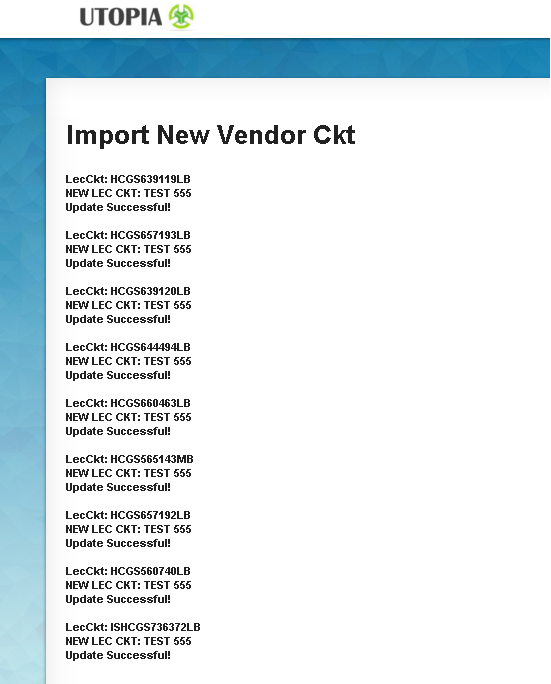 UTOPIA
Import New Vendor Ckt
LecCkt: HCGS639119LB
NEW LEC CKT: TEST 555
Update Successful!
LecCkt: HCGS657193LB
NEW LEC CKT: TEST 555
Update Successful!
LecCkt: HCGS639120LB
NEW LEC CKT: TEST 555
Update Successful!
LecCkt: HCGS644494LB
NEW LEC CKT: TEST 555
Update Successful!
LecCkt: HCGS660463LB
NEW LEC CKT: TEST 555
Update Successful!
LecCkt: HCGS565143MB
NEW LEC CKT: TEST 555
Update Successful!
LecCkt: HCGS657192LB
NEW LEC CKT: TEST 555
Update Successful!
LecCkt: HCGS560740LB
NEW LEC CKT: TEST 555
Update Successful!
LecCkt: ISHCGS736372LB
NEW LEC CKT: TEST 555
Update Successful!